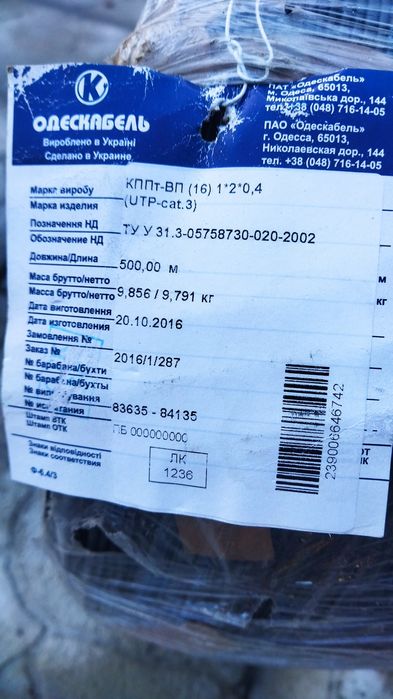 ОДЕСКАБЕЛЬ
Вироблено в Україні
Сделано в Украине
ПАТ «Одескабель»
м. Одеса, 65013,
Миколаївська дор., 144
тел. +38 (048) 716-14-05
ПАО «Одескабель»
г. Одесса, 65013,
Николаевская дор., 144
тел. +38 (048) 716-14-05
Марка виробу
Марка изделия
КППт-ВП (16) 1*2*0,4
(UTP-cat.3)
Позначення НД
Обозначение НД
ТУ У 31.3-05758730-020-2002
Довжина/Длина
500,00 м
Маса брутто/нетто
Масса брутто/нетто
9,856 / 9,791 кг
Дата виготовлення
Дата изготовления
20.10.2016
Замовлення №
Заказ №
2016/1/287
№ барабана/бухти
№ барабана/бухты
83635 - 84135
Штамп ВТК
Штамп ОТК
ПБ 000000000
Знаки відповідності
Знаки соответствия
ЛК
1236
Ф-6.4/3
239006646742
м
кг